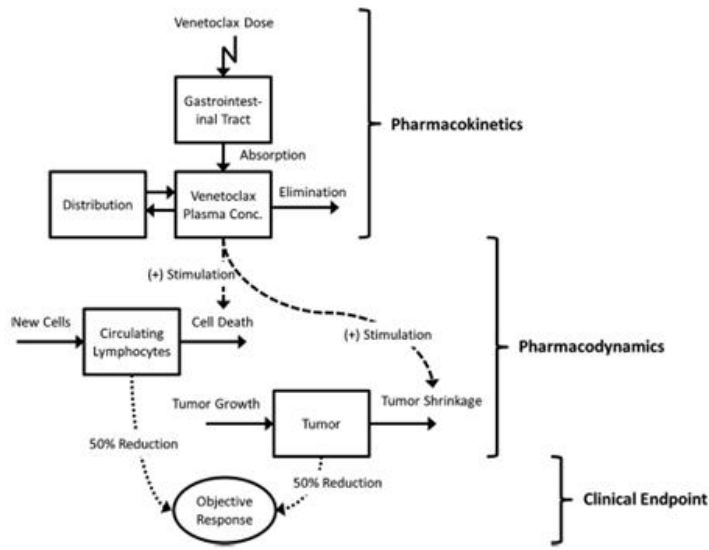 Venetoclax Dose
Gastrointest-
inal Tract
Pharmacokinetics
Absorption
Distribution
Venetoclax
Plasma Conc.
Elimination
(+) Stimulation
New Cells
Circulating
Lymphocytes
Cell Death
(+) Stimulation
Pharmacodynamics
Tumor Growth
Tumor
Tumor Shrinkage
50% Reduction
50% Reduction
Objective
Response
Clinical Endpoint